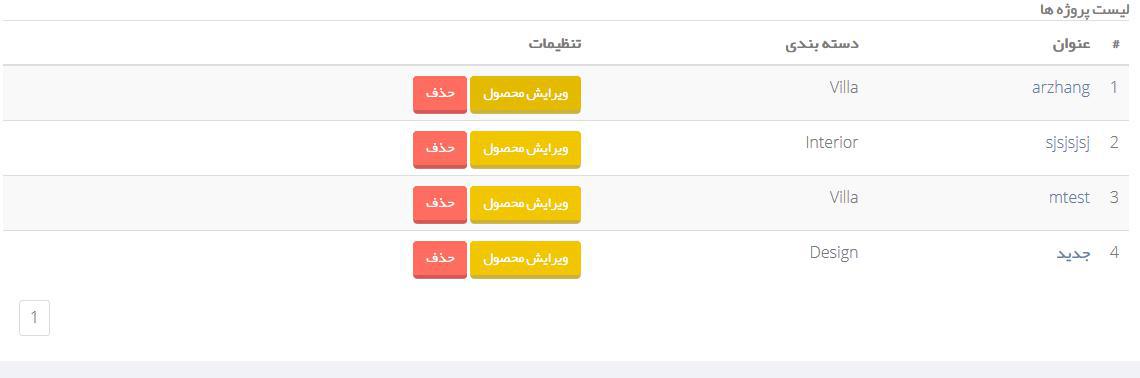 لیست پروژه ها
# عنوان دسته بندی تنظیمات
1 arzhang Villa ویرایش محصول حذف
2 sjsjsjsj Interior ویرایش محصول حذف
3 mtest Villa ویرایش محصول حذف
4 جدید Design ویرایش محصول حذف
1